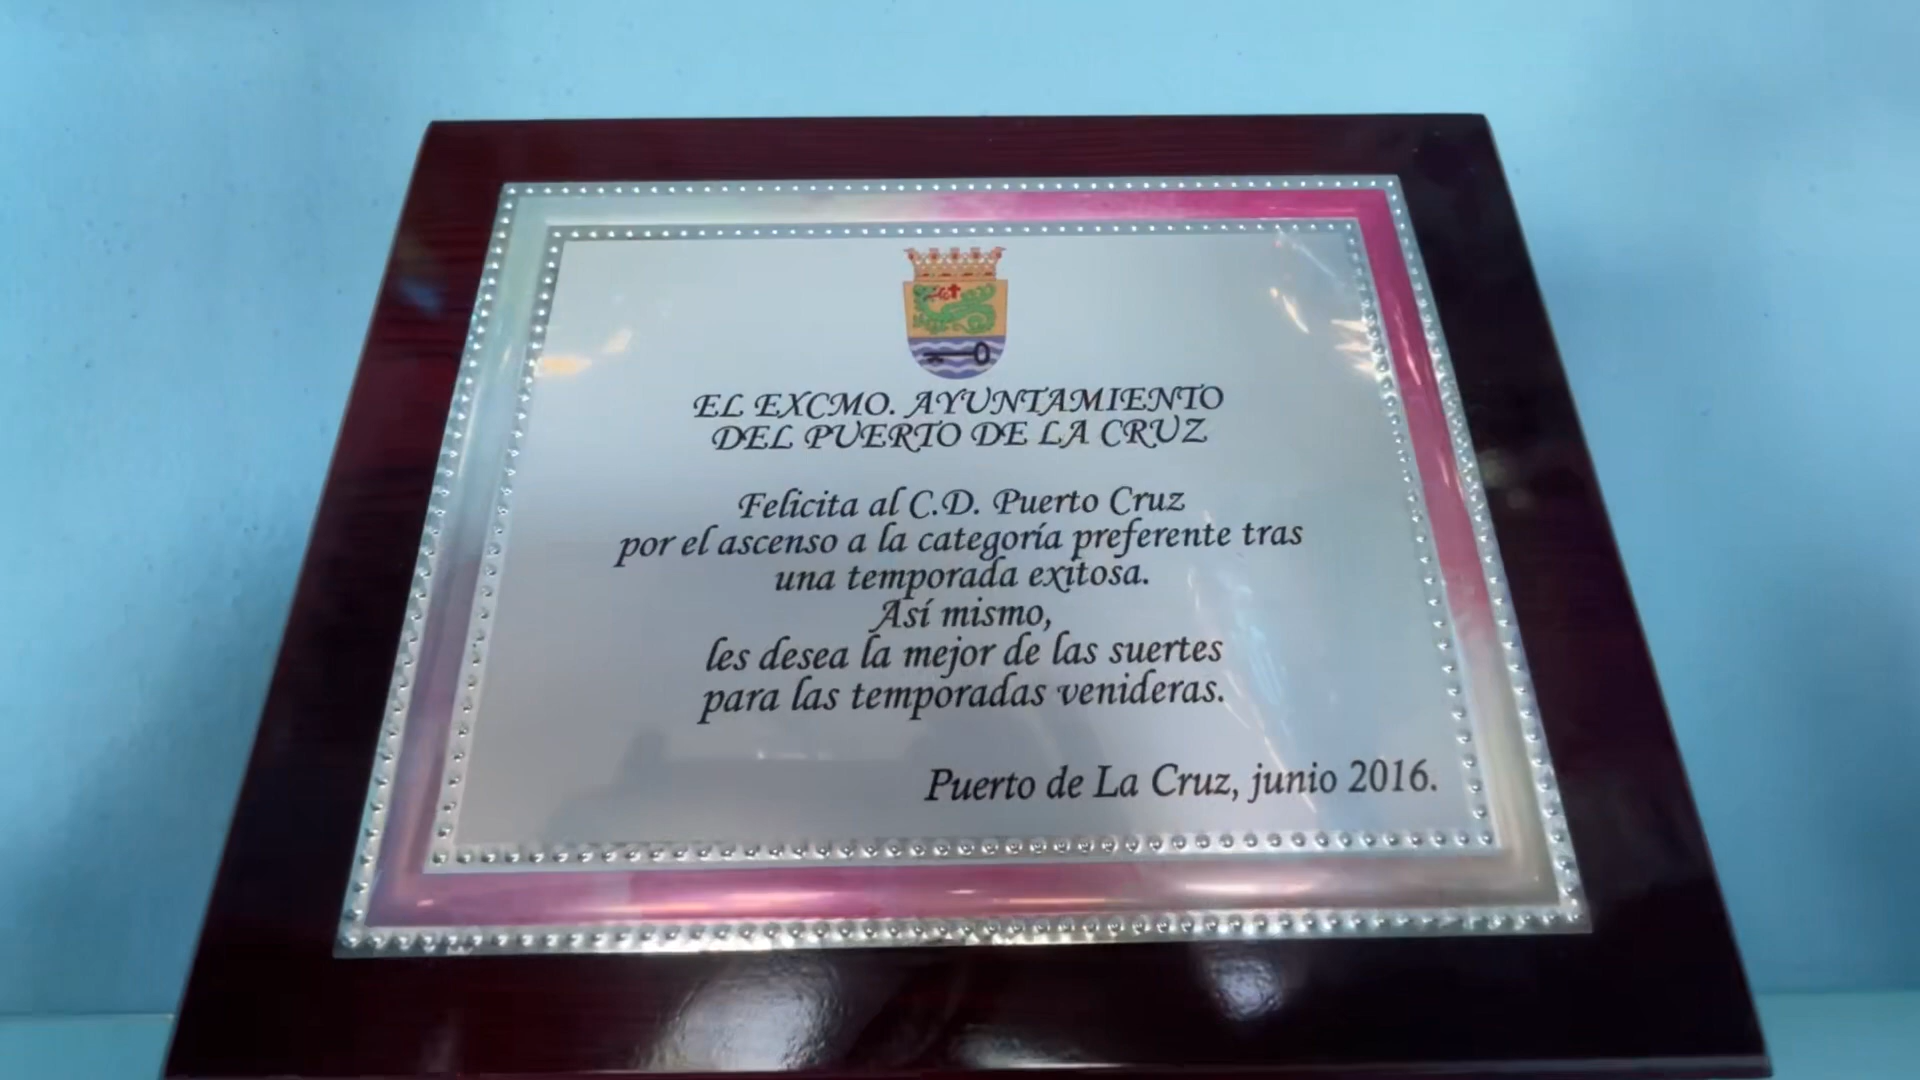 EL EXCMO. AYUNTAMIENTO
DEL PUERTO DE LA CRUZ
Felicita al C.D. Puerto Cruz
por el ascenso a la categoría preferente tras
una temporada exitosa.
Así mismo,
les desea la mejor de las suertes
para las temporadas venideras.
Puerto de La Cruz, junio 2016.